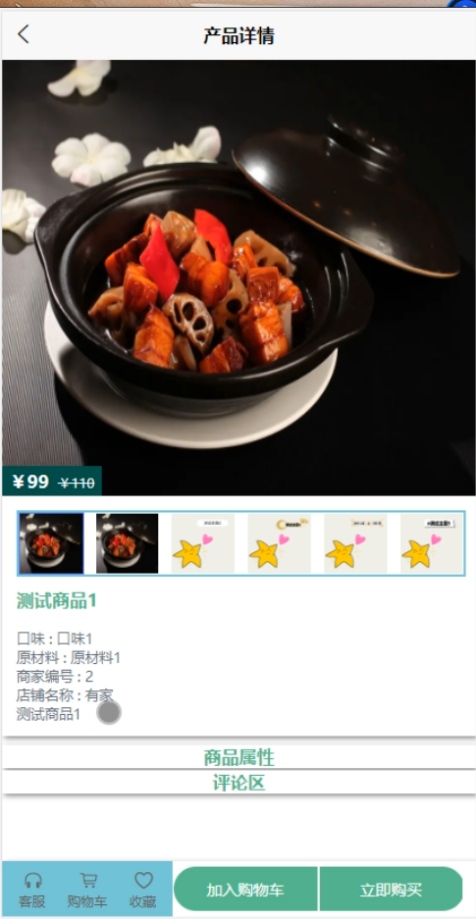 产品详情
￥99 ￥110
测试商品1
口味 : 口味1
原材料 : 原材料1
商家编号 : 2
店铺名称 : 有家
测试商品1
商品属性
评论区
客服 购物车 收藏 加入购物车 立即购买